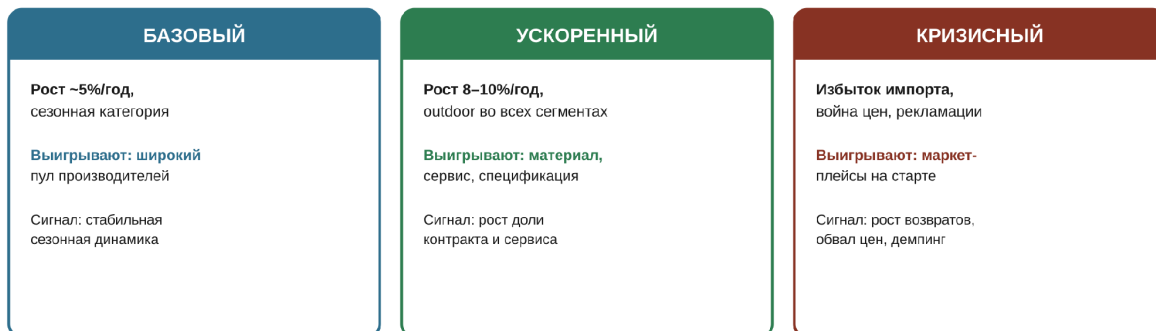 БАЗОВЫЙ
Рост ~5%/год,
сезонная категория
Выигрывают: широкий
пул производителей
Сигнал: стабильная
сезонная динамика
УСКОРЕННЫЙ
Рост 8–10%/год,
outdoor во всех сегментах
Выигрывают: материал,
сервис, спецификация
Сигнал: рост доли
контракта и сервиса
КРИЗИСНЫЙ
Избыток импорта,
война цен, рекламации
Выигрывают: маркет-
плейсы на старте
Сигнал: рост возвратов,
обвал цен, демпинг